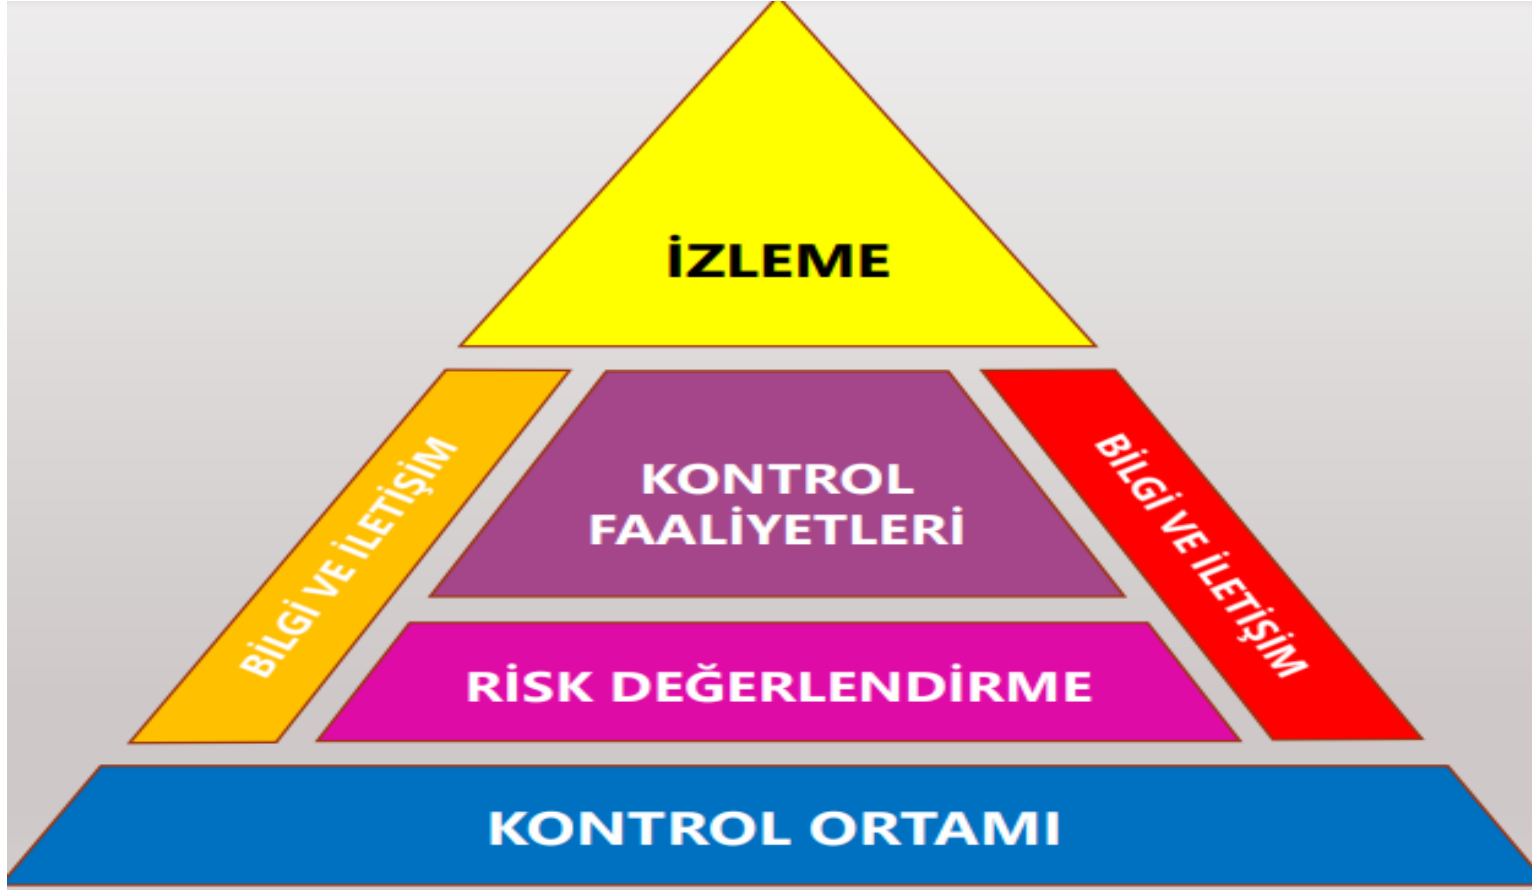 İZLEME
BİLGİ VE İLETİŞİM
KONTROL
FAALİYETLERİ
BİLGİ VE İLETİŞİM
RİSK DEĞERLENDİRME
KONTROL ORTAMI